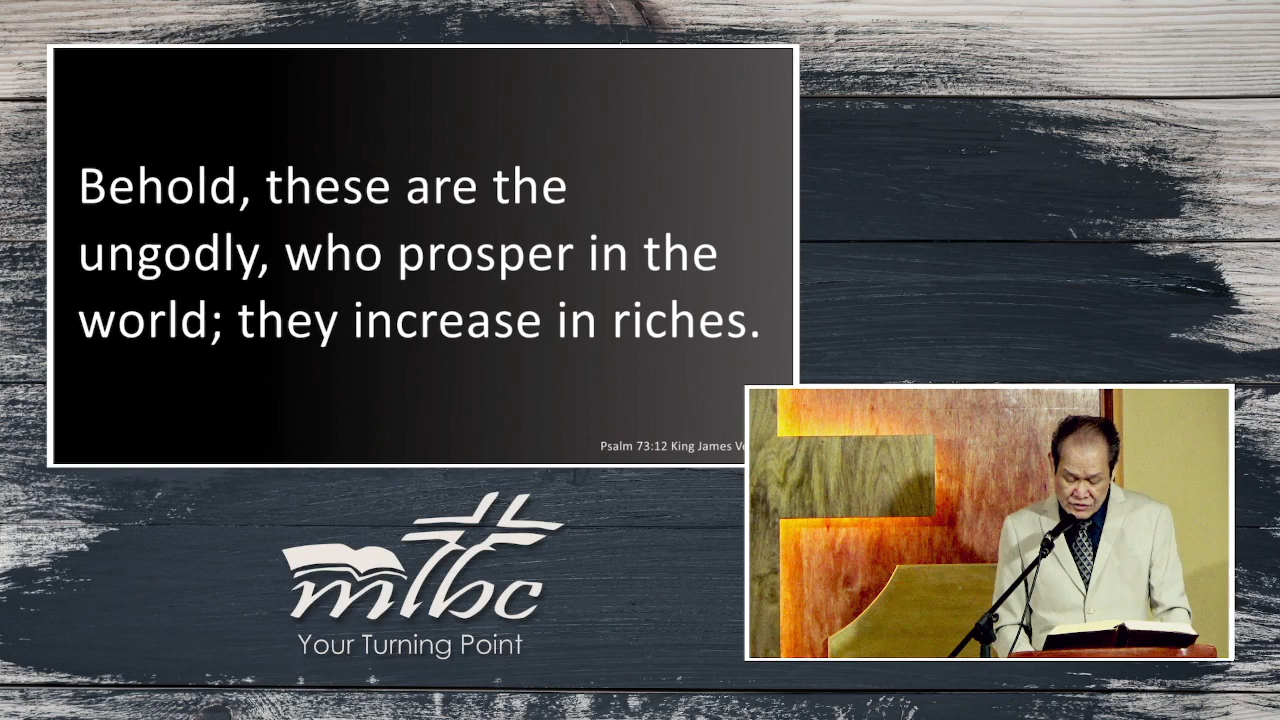 Behold, these are the
ungodly, who prosper in the
world; they increase in riches.
Psalm 73:12 King James
mlbc
Your Turning Point